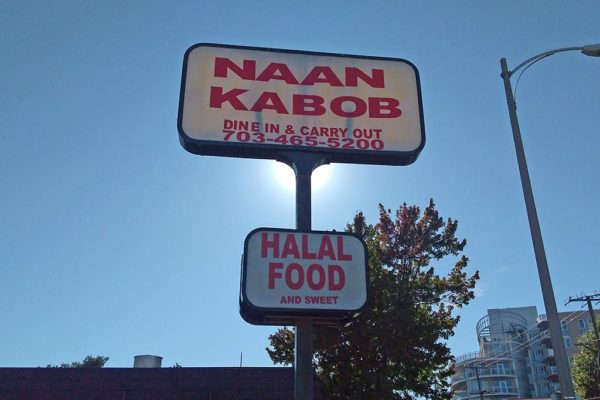 NAAN
KABOB
DINE IN & CARRY OUT
703-465-5200
HALAL
FOOD
AND SWEET